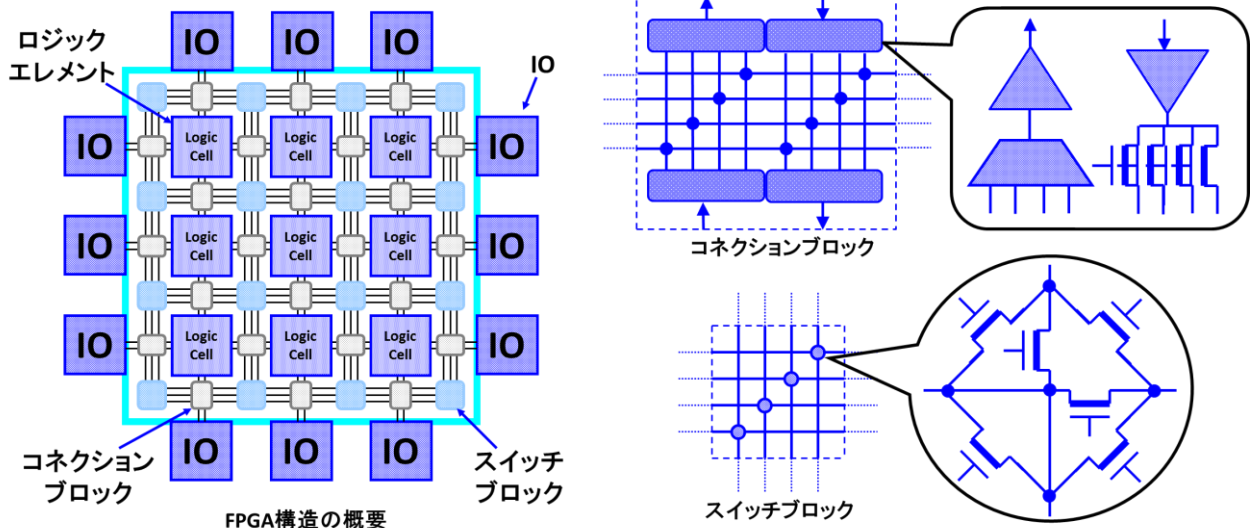 ロジック
エレメント
IO
IO
IO
IO
IO
Logic
Cell
Logic
Cell
Logic
Cell
IO
IO
Logic
Cell
Logic
Cell
Logic
Cell
IO
IO
Logic
Cell
Logic
Cell
Logic
Cell
IO
IO
IO
IO
コネクション
ブロック
スイッチ
ブロック
FPGA構造の概要
コネクションブロック
スイッチブロック